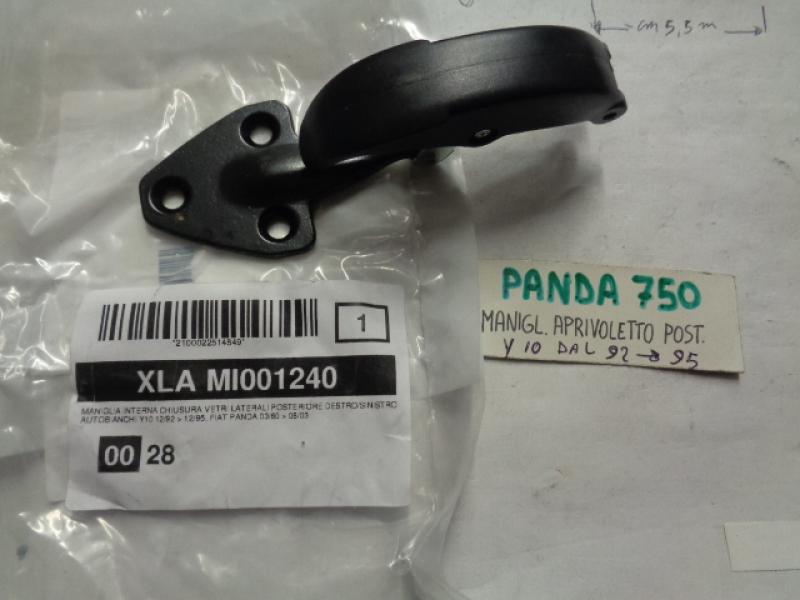 cm 5,5 m
PANDA 750
MANIGL. APRIVOLETTO POST.
Y 10 DAL 92 → 95
1
*2100022514849*
XLA MI001240
MANIGLIA INTERNA CHIUSURA VETRI LATERALI POSTERIORE DESTRO/SINISTRO
AUTOBIANCHI Y10 12/92 > 12/95, FIAT PANDA 03/80 > 05/03
00 28